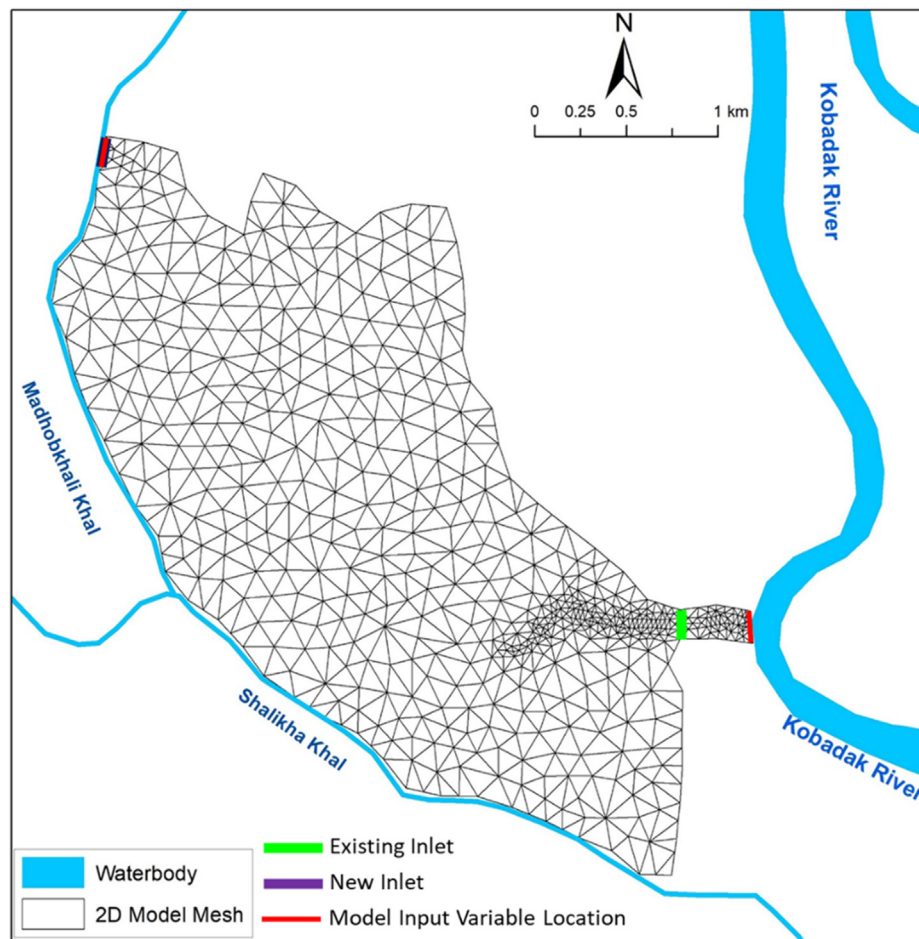 N
0 0.25 0.5 1 km
Kobadak River
Madhobkhali Khal
Shalikha Khal
Kobadak River
Waterbody
2D Model Mesh
Existing Inlet
New Inlet
Model Input Variable Location